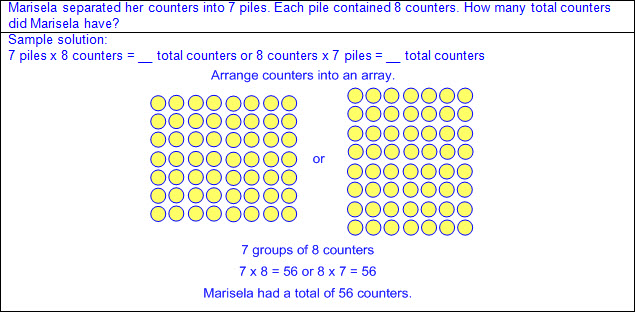 Marisela separated her counters into 7 piles. Each pile contained 8 counters. How many total counters
did Marisela have?
Sample solution:
7 piles x 8 counters = __ total counters or 8 counters x 7 piles = __ total counters
Arrange counters into an array.
or
7 groups of 8 counters
7 x 8 = 56 or 8 x 7 = 56
Marisela had a total of 56 counters.